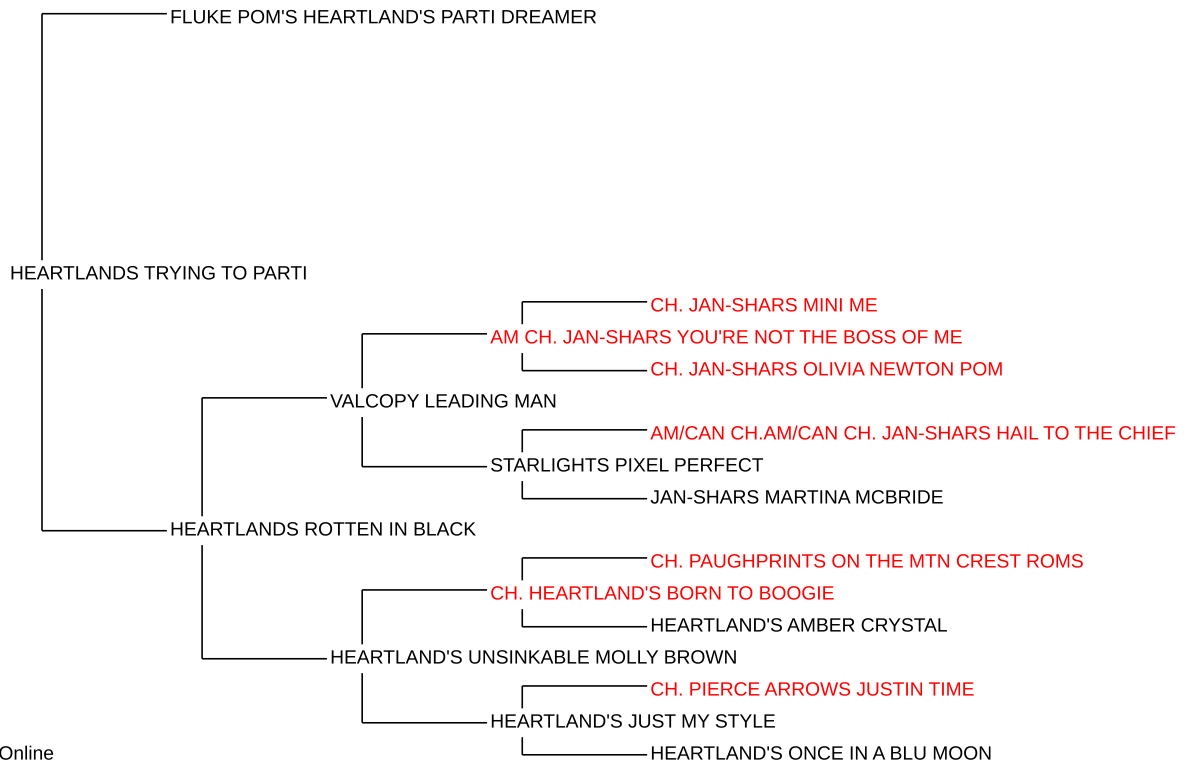 FLUKE POM'S HEARTLAND'S PARTI DREAMER
HEARTLANDS TRYING TO PARTI
CH. JAN-SHARS MINI ME
AM CH. JAN-SHARS YOU'RE NOT THE BOSS OF ME
CH. JAN-SHARS OLIVIA NEWTON POM
VALCOPY LEADING MAN
AM/CAN CH.AM/CAN CH. JAN-SHARS HAIL TO THE CHIEF
STARLIGHTS PIXEL PERFECT
JAN-SHARS MARTINA MCBRIDE
HEARTLANDS ROTTEN IN BLACK
CH. PAUGHPRINTS ON THE MTN CREST ROMS
CH. HEARTLAND'S BORN TO BOOGIE
HEARTLAND'S AMBER CRYSTAL
HEARTLAND'S UNSINKABLE MOLLY BROWN
CH. PIERCE ARROWS JUSTIN TIME
HEARTLAND'S JUST MY STYLE
HEARTLAND'S ONCE IN A BLU MOON
Online